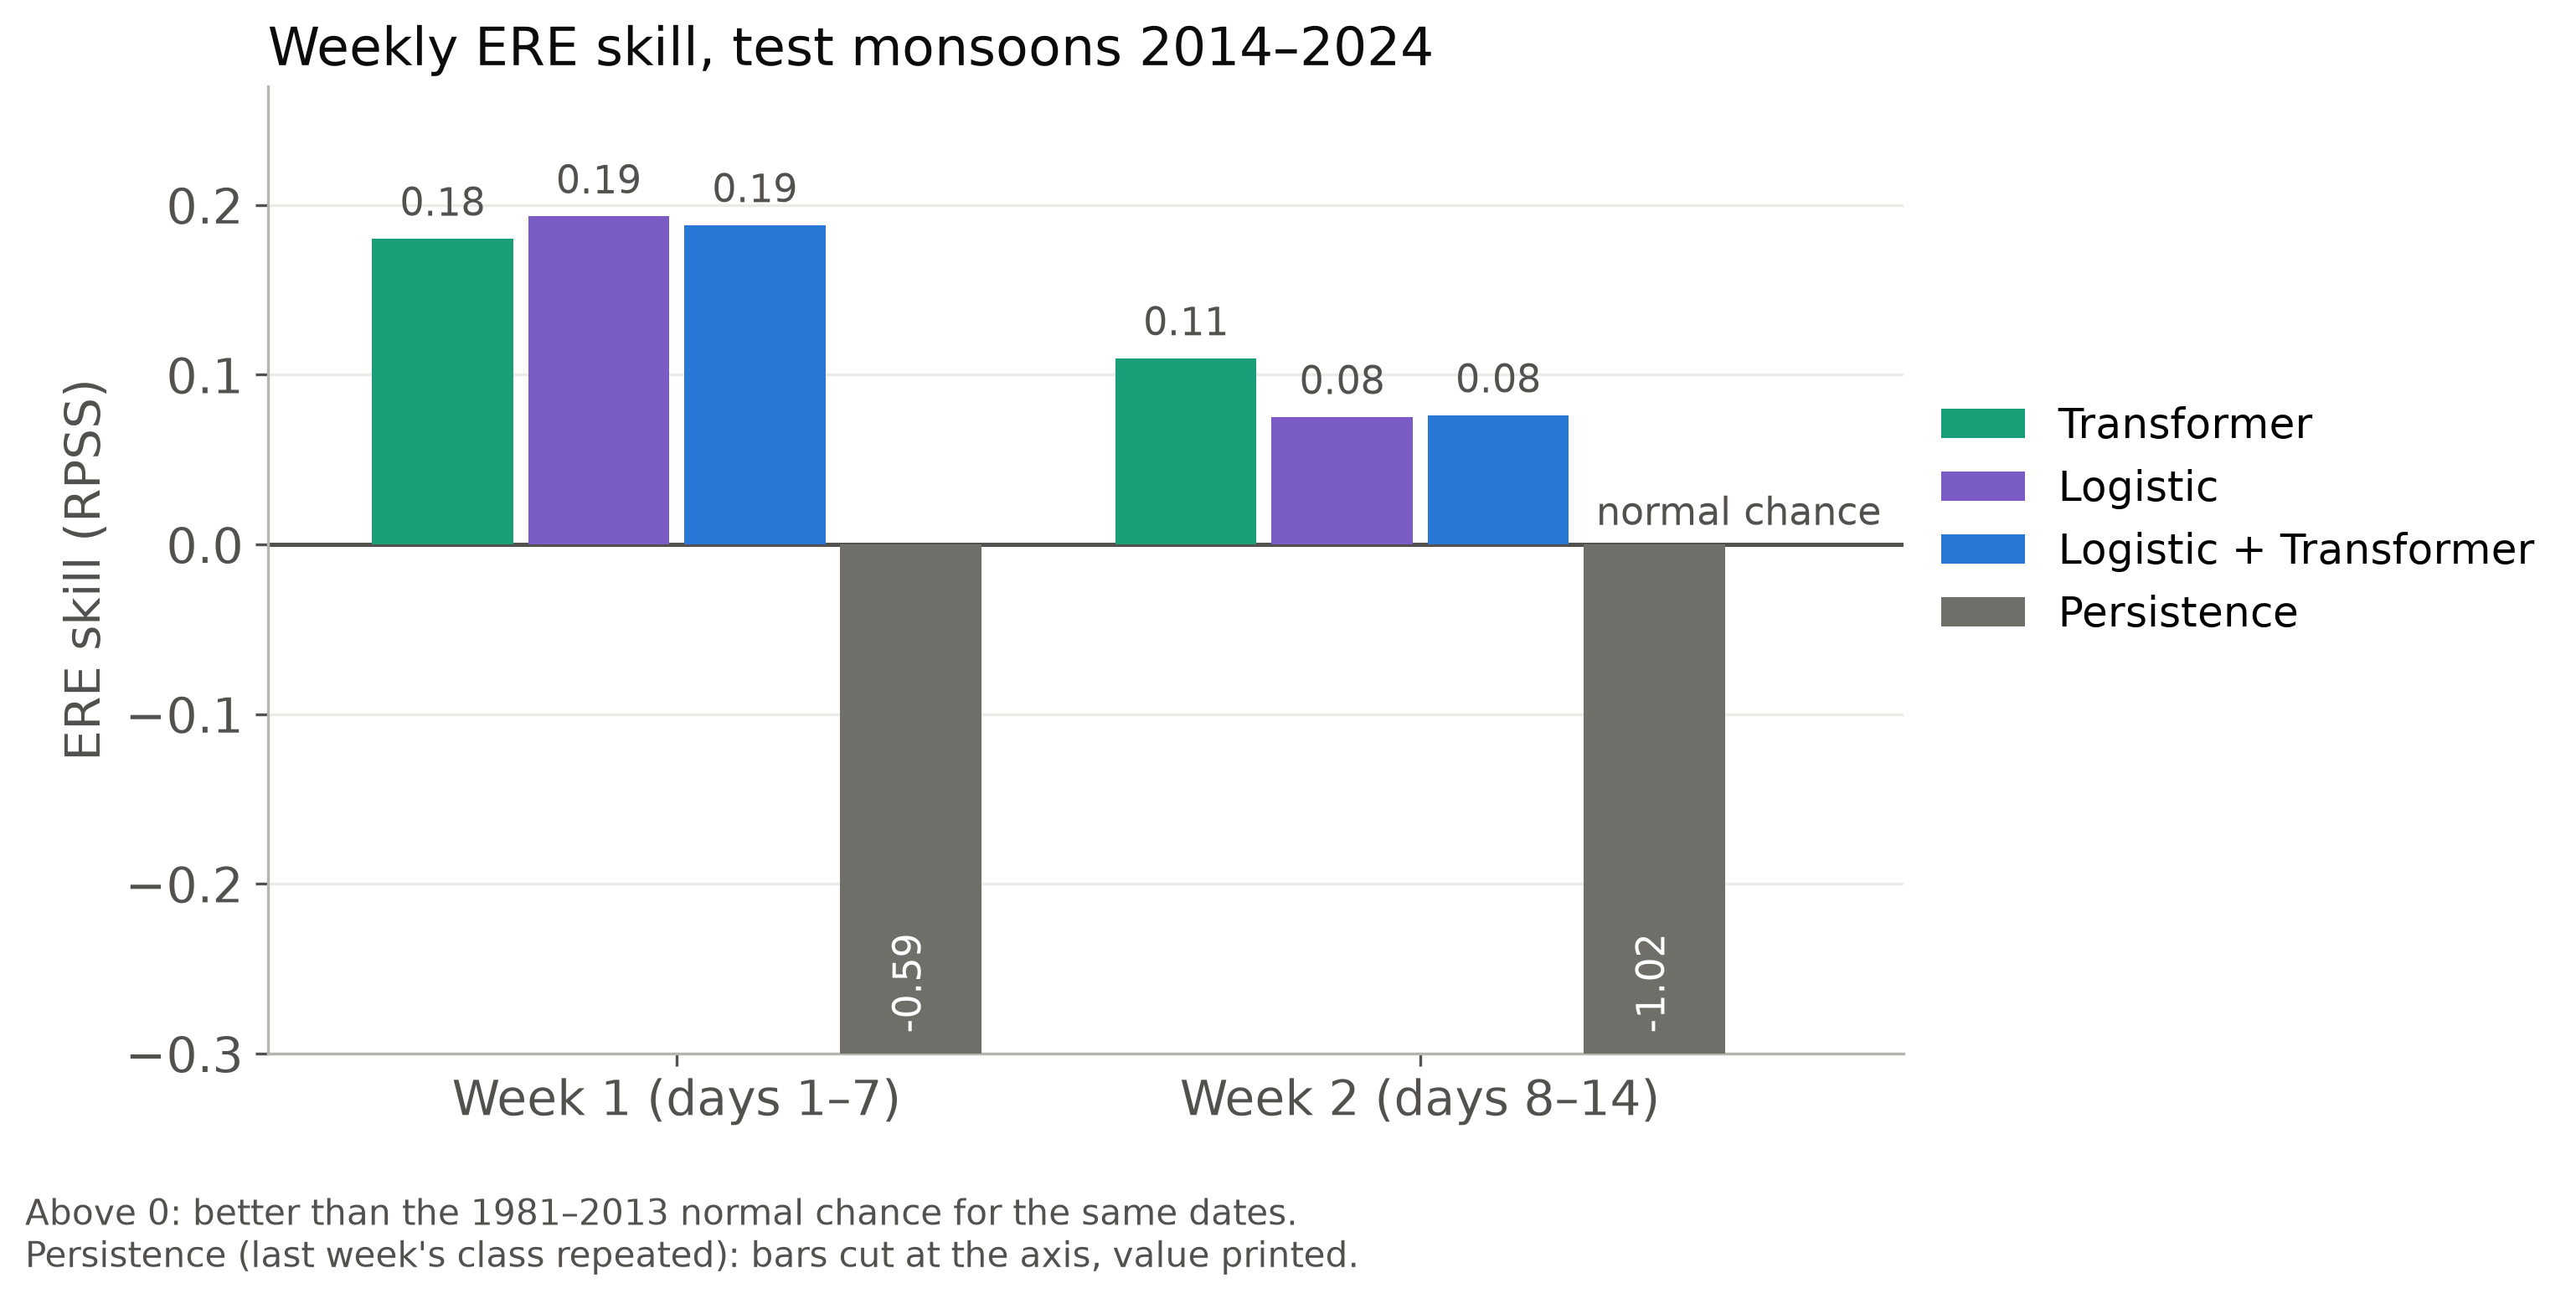 Weekly ERE skill, test monsoons 2014–2024
ERE skill (RPSS)
0.2
0.1
0.0
−0.1
−0.2
−0.3
0.18
0.19
0.19
-0.59
0.11
0.08
0.08
-1.02
normal chance
Week 1 (days 1–7)
Week 2 (days 8–14)
Transformer
Logistic
Logistic + Transformer
Persistence
Above 0: better than the 1981–2013 normal chance for the same dates.
Persistence (last week's class repeated): bars cut at the axis, value printed.